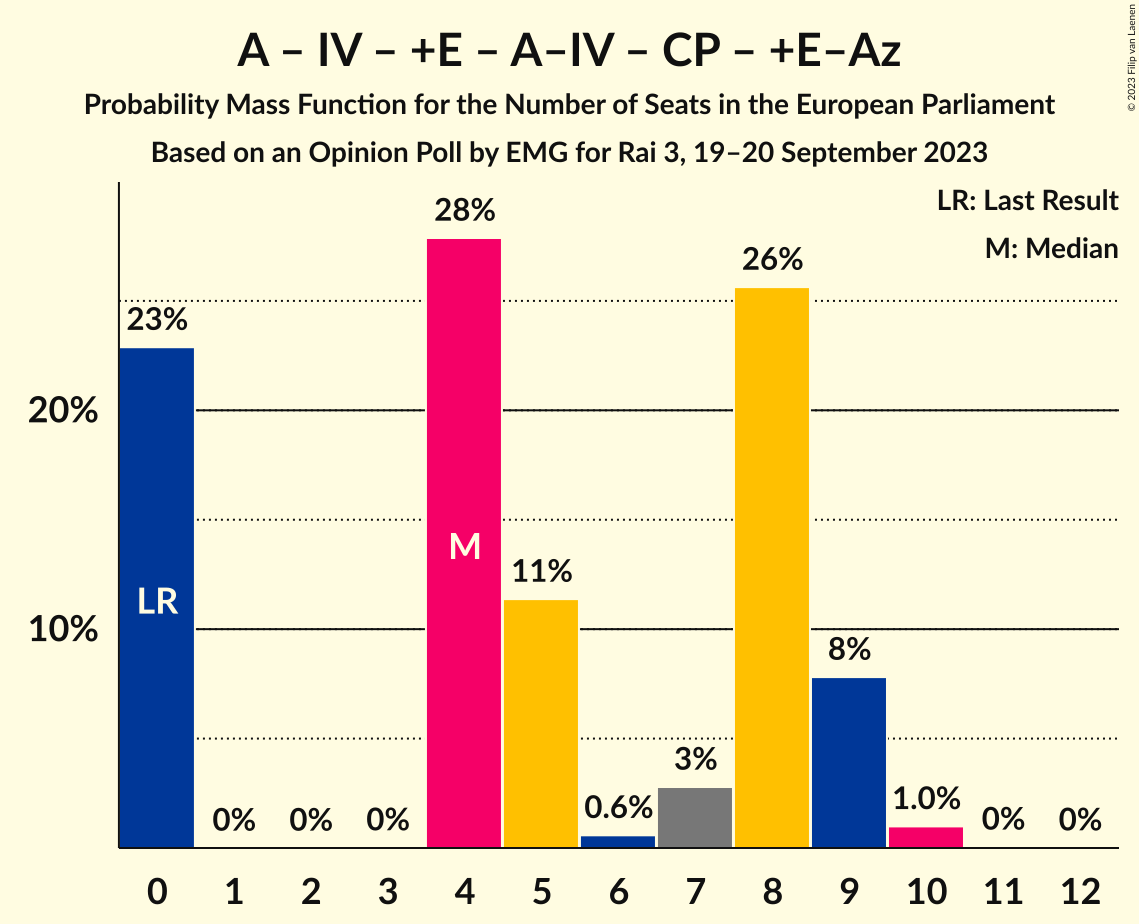 A – IV – +E – A–IV – CP – +E–Az
Probability Mass Function for the Number of Seats in the European Parliament
Based on an Opinion Poll by EMG for Rai 3, 19–20 September 2023
© 2023 Filip van Laenen
LR: Last Result
M: Median
28%
26%
23%
20%
M
11%
LR
10%
8%
3%
0.6%
1.0%
0%
0%
0%
0%
0%
0 1 2 3 4 5 6 7 8 9 10 11 12